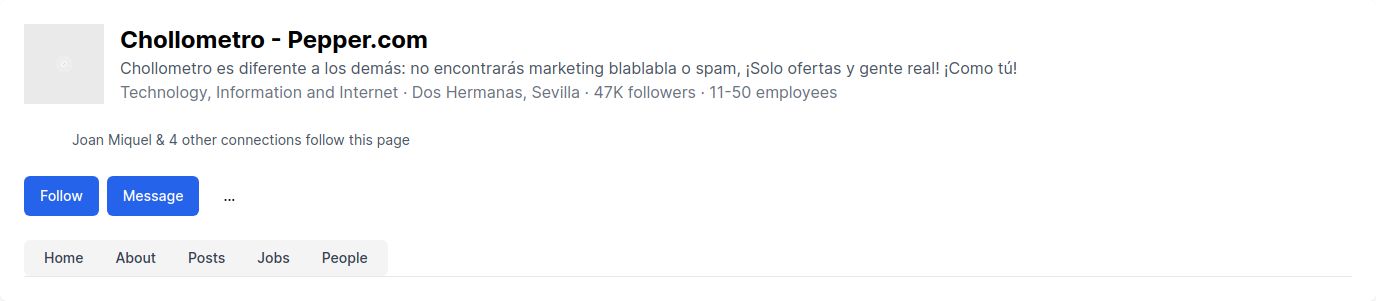 Chollometro - Pepper.com
Chollometro es diferente a los demás: no encontrarás marketing blablabla o spam, ¡Solo ofertas y gente real! ¡Como tú!
Technology, Information and Internet · Dos Hermanas, Sevilla · 47K followers · 11-50 employees
Joan Miquel & 4 other connections follow this page
Follow Message ...
Home About Posts Jobs People